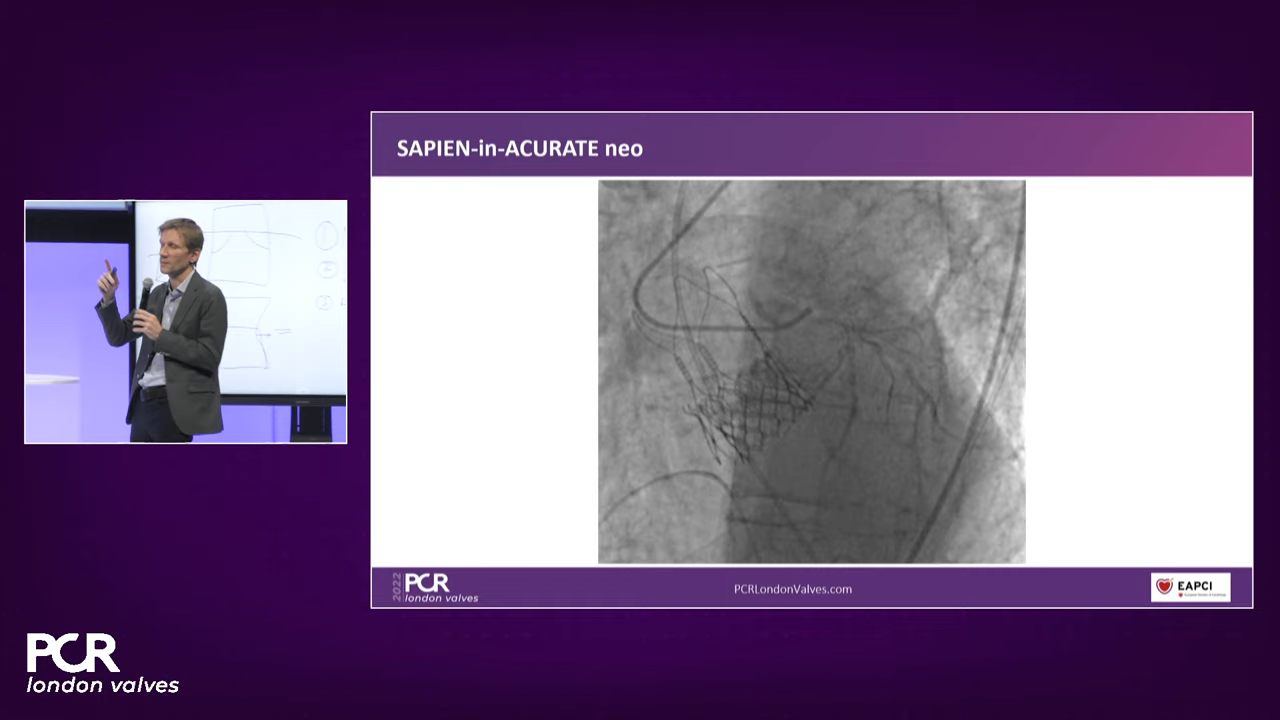 SAPIEN-in-ACURATE neo
2022
PCR
london valves
PCRLondonValves.com
EAPCI
PCR
london valves